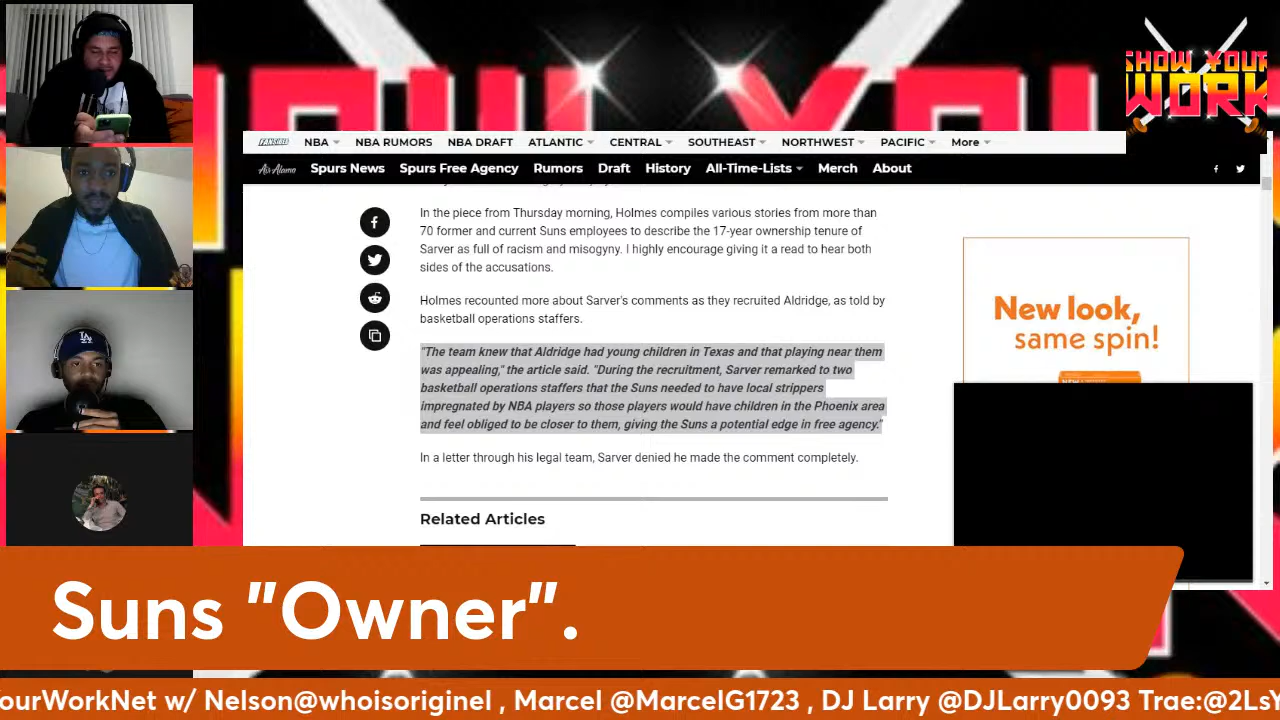 SHOW YOUR
WORK
FANSIDED NBA NBA RUMORS NBA DRAFT ATLANTIC CENTRAL SOUTHEAST NORTHWEST PACIFIC More
Air Alamo Spurs News Spurs Free Agency Rumors Draft History All-Time-Lists Merch About
In the piece from Thursday morning, Holmes compiles various stories from more than
70 former and current Suns employees to describe the 17-year ownership tenure of
Sarver as full of racism and misogyny. I highly encourage giving it a read to hear both
sides of the accusations.
Holmes recounted more about Sarver's comments as they recruited Aldridge, as told by
basketball operations staffers.
"The team knew that Aldridge had young children in Texas and that playing near them
was appealing," the article said. "During the recruitment, Sarver remarked to two
basketball operations staffers that the Suns needed to have local strippers
impregnated by NBA players so those players would have children in the Phoenix area
and feel obliged to be closer to them, giving the Suns a potential edge in free agency."
In a letter through his legal team, Sarver denied he made the comment completely.
Related Articles
New look,
same spin!
Suns "Owner".
ourWorkNet w/ Nelson@whoisoriginel , Marcel @MarcelG1723 , DJ Larry @DJLarry0093 Trae:@2LsY